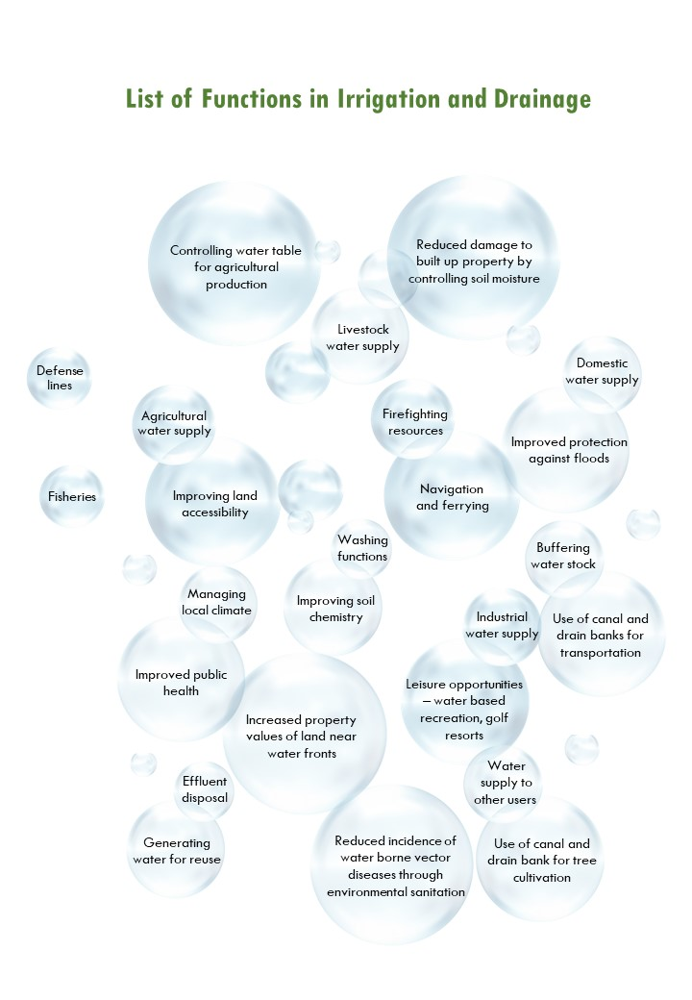 List of Functions in Irrigation and Drainage
Controlling water table
for agricultural
production
Reduced damage to
built up property by
controlling soil moisture
Livestock
water supply
Defense
lines
Domestic
water supply
Agricultural
water supply
Firefighting
resources
Improved protection
against floods
Fisheries
Improving land
accessibility
Navigation
and ferrying
Washing
functions
Buffering
water stock
Managing
local climate
Improving soil
chemistry
Industrial
water supply
Use of canal and
drain banks for
transportation
Improved public
health
Leisure opportunities
– water based
recreation, golf
resorts
Increased property
values of land near
water fronts
Effluent
disposal
Water
supply to
other users
Generating
water for reuse
Reduced incidence of
water borne vector
diseases through
environmental sanitation
Use of canal and
drain bank for tree
cultivation